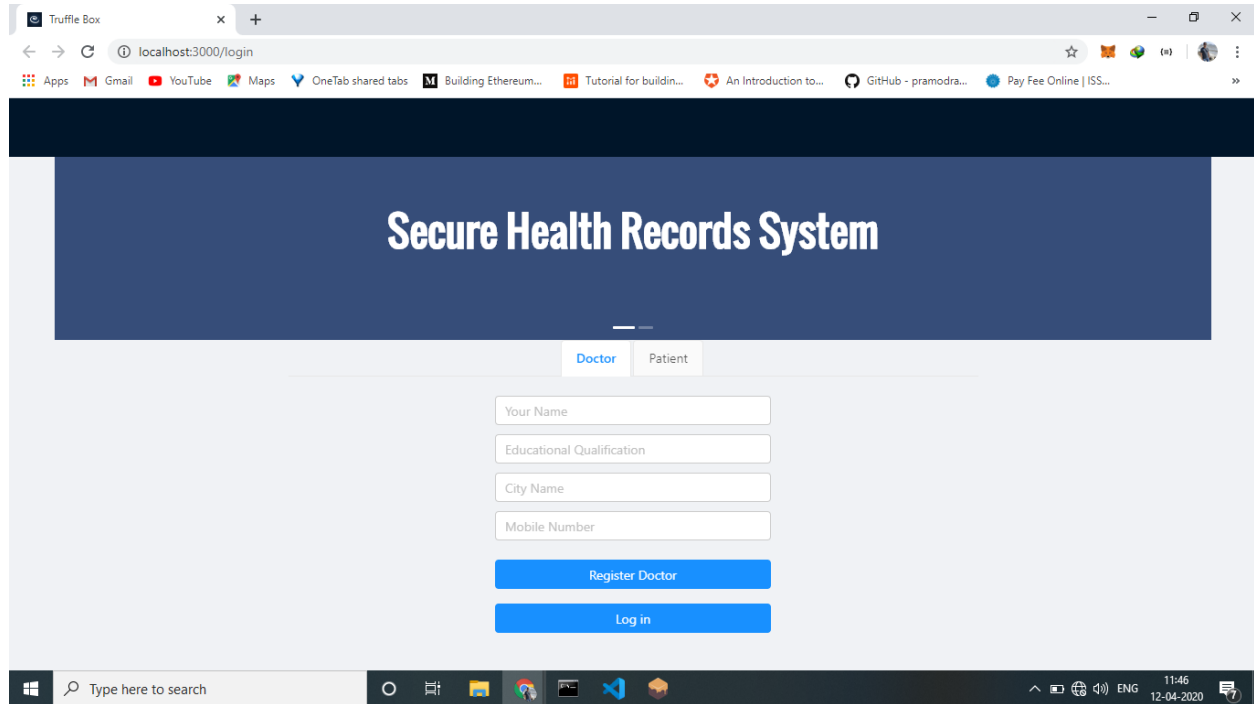 Truffle Box
localhost:3000/login
Apps Gmail YouTube Maps OneTab shared tabs Building Ethereum... Tutorial for buildin... An Introduction to... GitHub - pramodra... Pay Fee Online | ISS... »
Secure Health Records System
Doctor Patient
Your Name
Educational Qualification
City Name
Mobile Number
Register Doctor
Log in
Type here to search
ENG
11:46
12-04-2020
7